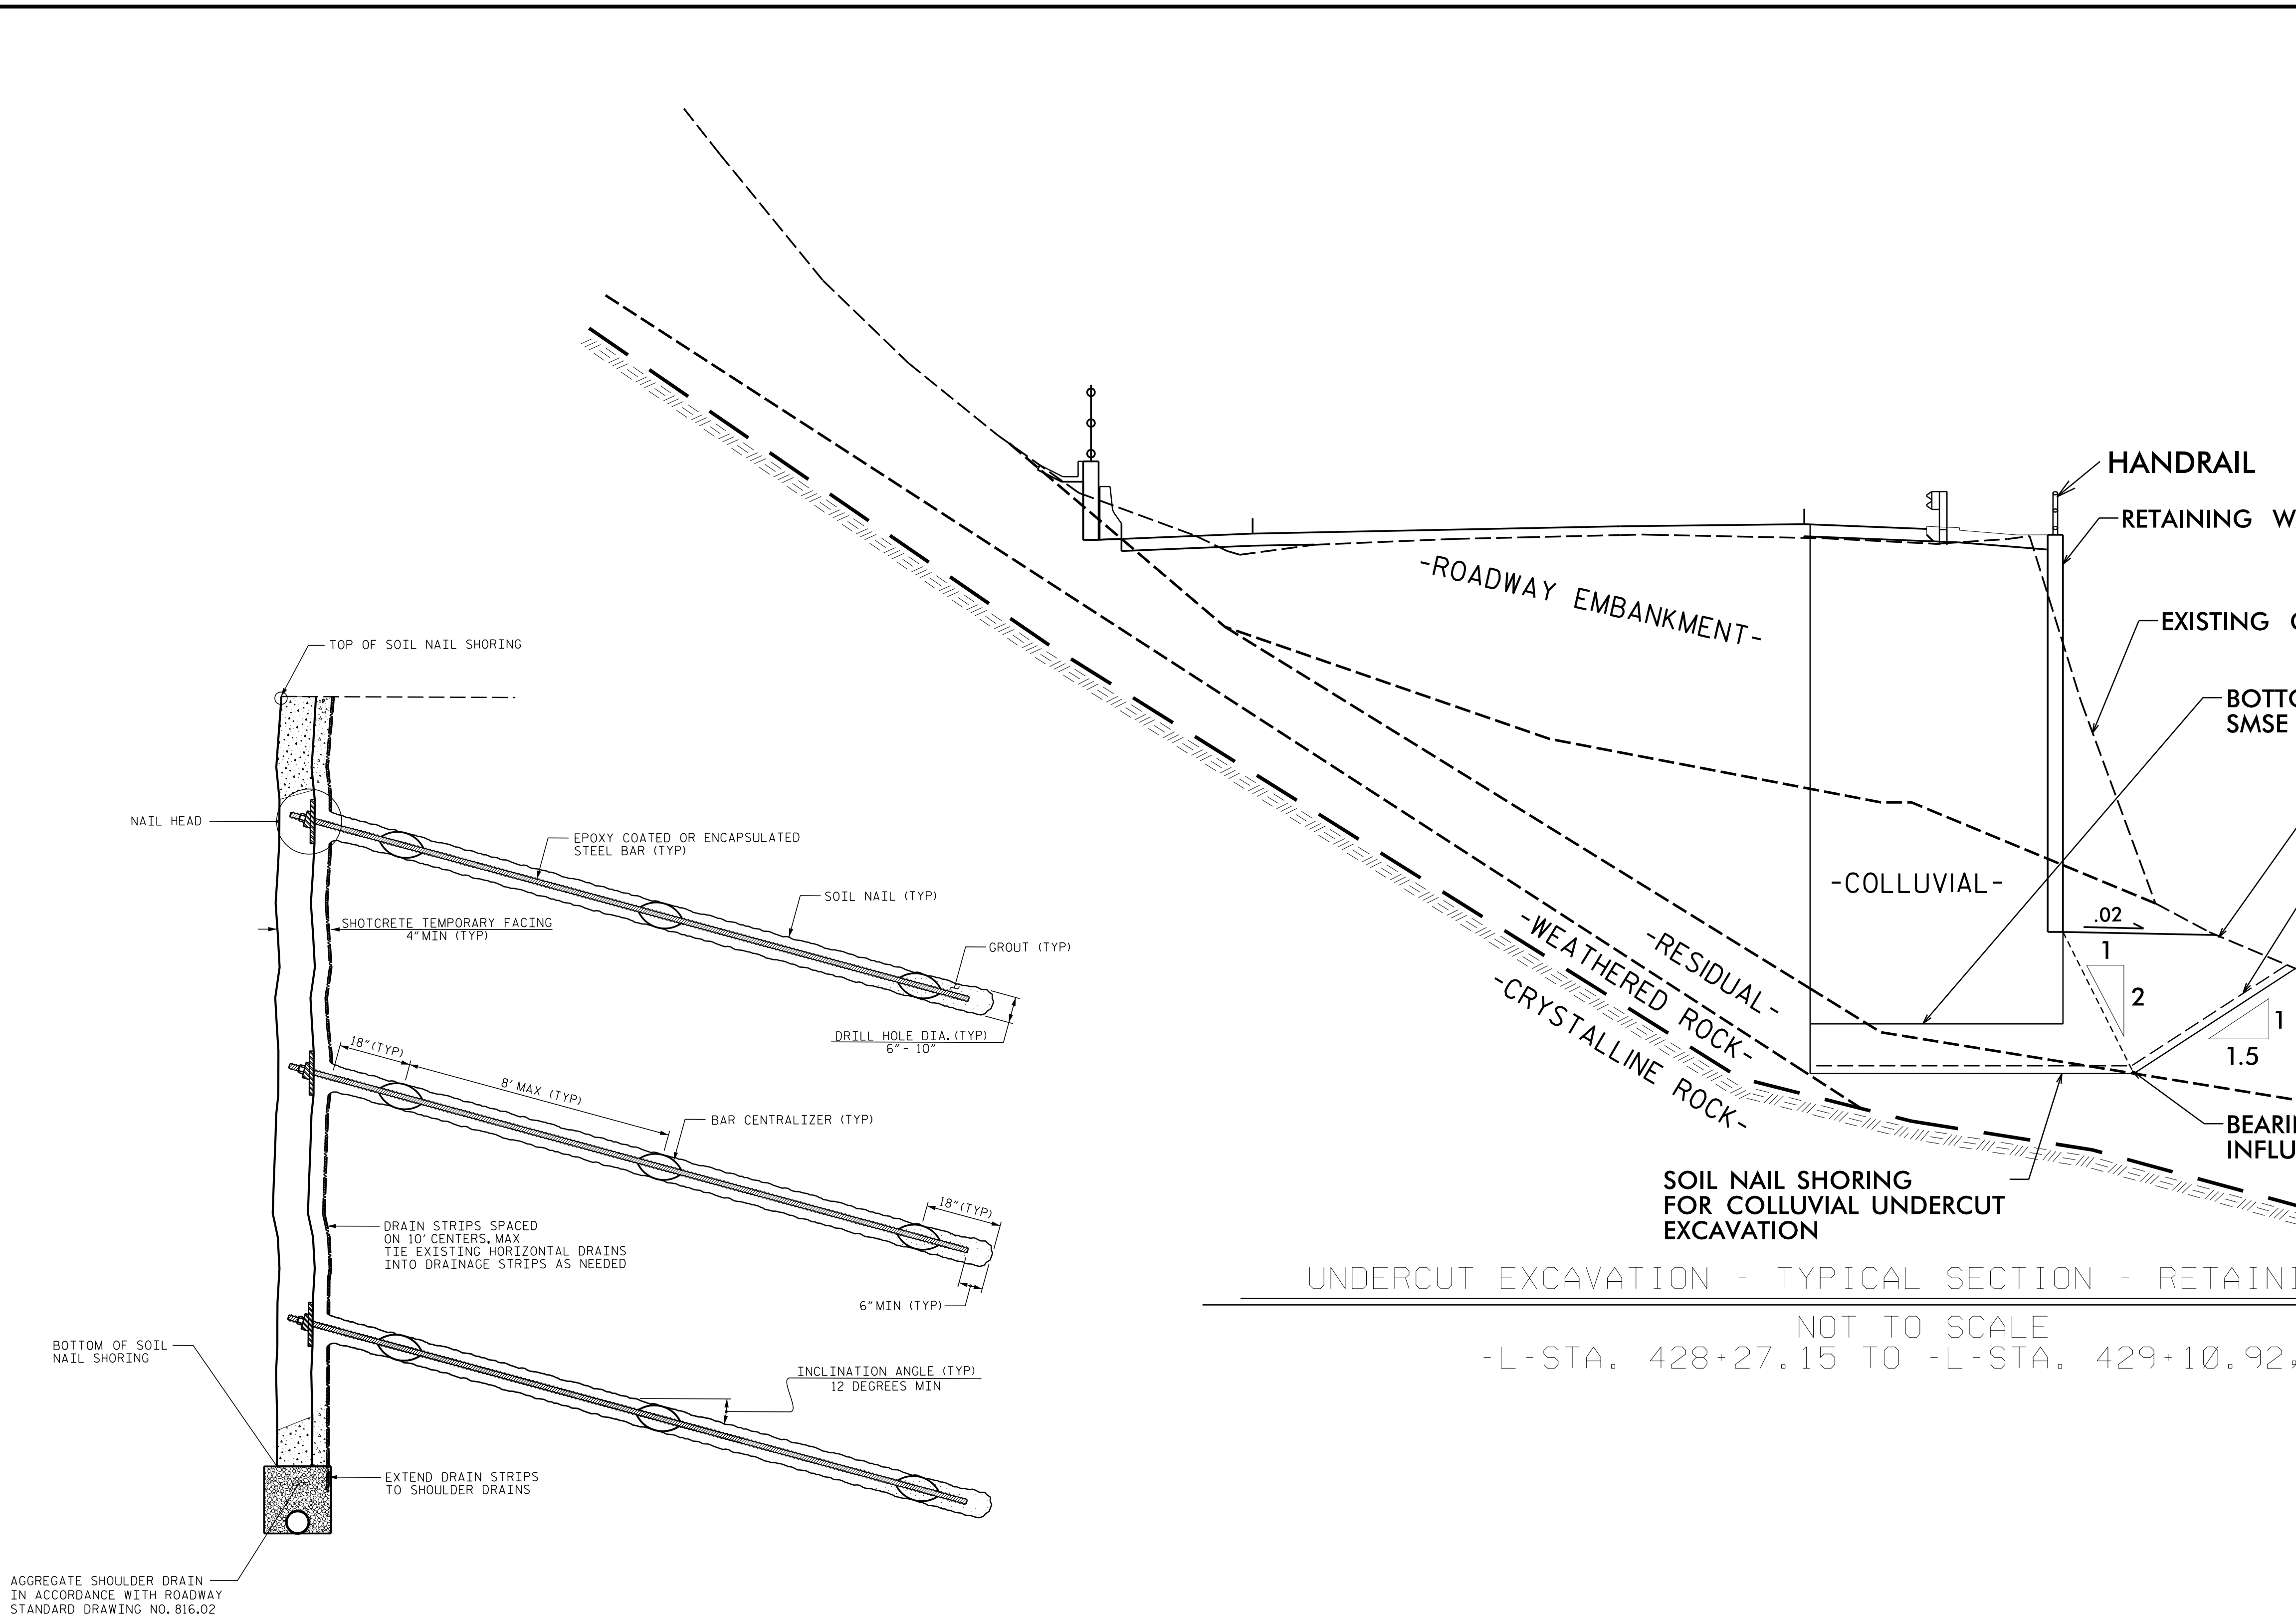 TOP OF SOIL NAIL SHORING
NAIL HEAD
EPOXY COATED OR ENCAPSULATED
STEEL BAR (TYP)
SOIL NAIL (TYP)
SHOTCRETE TEMPORARY FACING
4" MIN (TYP)
GROUT (TYP)
DRILL HOLE DIA. (TYP)
6" - 10"
18" (TYP)
8' MAX (TYP)
BAR CENTRALIZER (TYP)
18" (TYP)
DRAIN STRIPS SPACED
ON 10' CENTERS, MAX
TIE EXISTING HORIZONTAL DRAINS
INTO DRAINAGE STRIPS AS NEEDED
6" MIN (TYP)
BOTTOM OF SOIL
NAIL SHORING
INCLINATION ANGLE (TYP)
12 DEGREES MIN
EXTEND DRAIN STRIPS
TO SHOULDER DRAINS
AGGREGATE SHOULDER DRAIN
IN ACCORDANCE WITH ROADWAY
STANDARD DRAWING NO. 816.02
HANDRAIL
RETAINING W
-ROADWAY EMBANKMENT-
EXISTING
BOTTO
SMSE
-COLLUVIAL-
.02
1
2
-RESIDUAL-
-WEATHERED ROCK-
-CRYSTALLINE ROCK-
1
1.5
BEARI
INFLU
SOIL NAIL SHORING
FOR COLLUVIAL UNDERCUT
EXCAVATION
UNDERCUT EXCAVATION - TYPICAL SECTION - RETAINI
NOT TO SCALE
-L-STA. 428+27.15 TO -L-STA. 429+10.92,